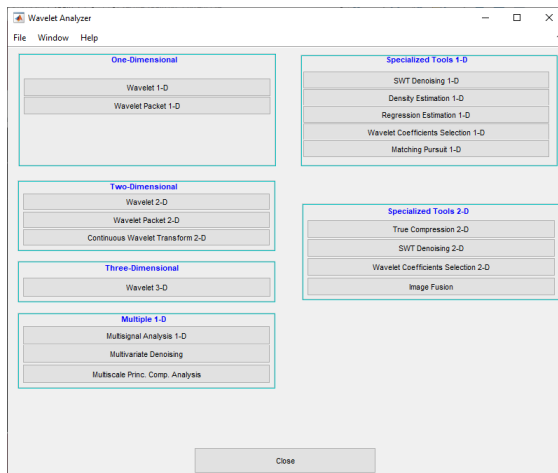 Wavelet Analyzer
File Window Help
One-Dimensional
Wavelet 1-D
Wavelet Packet 1-D
Two-Dimensional
Wavelet 2-D
Wavelet Packet 2-D
Continuous Wavelet Transform 2-D
Three-Dimensional
Wavelet 3-D
Multiple 1-D
Multisignal Analysis 1-D
Multivariate Denoising
Multiscale Princ. Comp. Analysis
Specialized Tools 1-D
SWT Denoising 1-D
Density Estimation 1-D
Regression Estimation 1-D
Wavelet Coefficients Selection 1-D
Matching Pursuit 1-D
Specialized Tools 2-D
True Compression 2-D
SWT Denoising 2-D
Wavelet Coefficients Selection 2-D
Image Fusion
Close